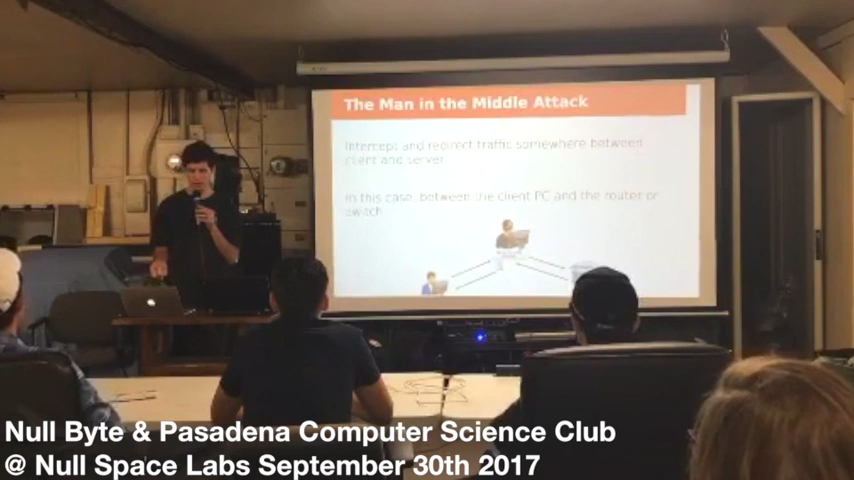 The Man in the Middle Attack
Intercept and redirect traffic somewhere between
client and server
In this case, between the client PC and the router or
switch
Null Byte & Pasadena Computer Science Club
@ Null Space Labs September 30th 2017